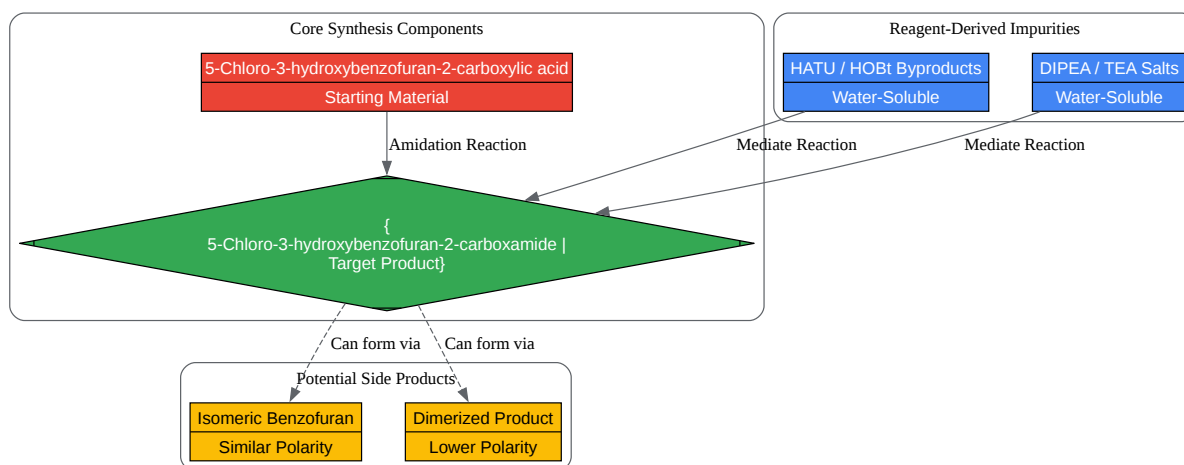 Core Synthesis Components
Reagent-Derived Impurities
5-Chloro-3-hydroxybenzofuran-2-carboxylic acid
Starting Material
HATU / HOBt Byproducts
Water-Soluble
DIPEA / TEA Salts
Water-Soluble
Amidation Reaction
Mediate Reaction
Mediate Reaction
{
5-Chloro-3-hydroxybenzofuran-2-carboxamide |
Target Product}
Can form via
Can form via
Potential Side Products
Isomeric Benzofuran
Similar Polarity
Dimerized Product
Lower Polarity